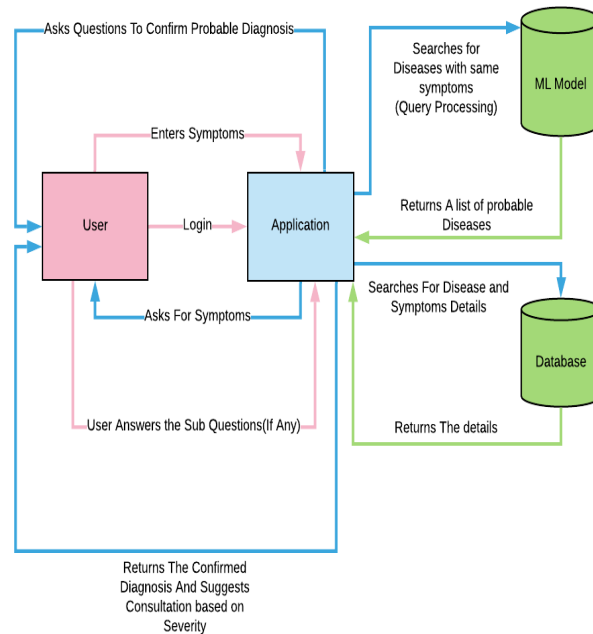 Asks Questions To Confirm Probable Diagnosis
Searches for
Diseases with same
symptoms
(Query Processing)
ML Model
Enters Symptoms
Returns A list of probable
Diseases
User
Login
Application
Searches For Disease and
Symptoms Details
Asks For Symptoms
Database
User Answers the Sub Questions(If Any)
Returns The details
Returns The Confirmed
Diagnosis And Suggests
Consultation based on
Severity